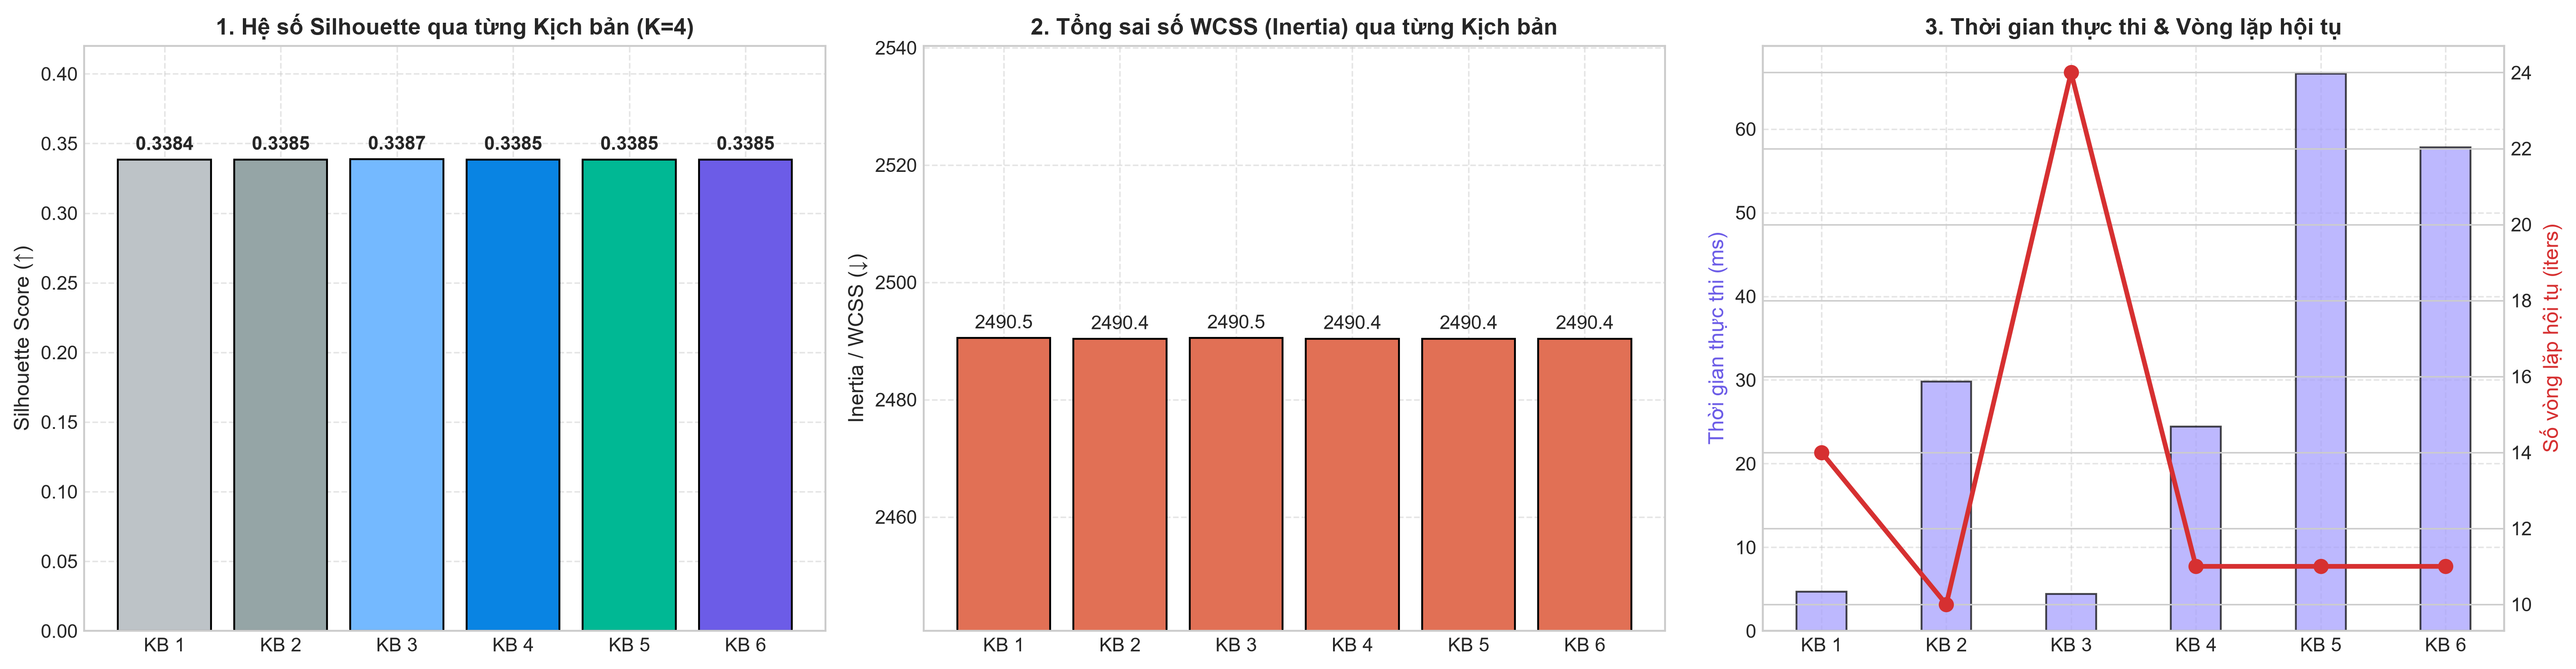 1. Hệ số Silhouette qua từng Kịch bản (K=4)
Silhouette Score (↑)
0.40
0.35
0.30
0.25
0.20
0.15
0.10
0.05
0.00
0.3384
0.3385
0.3387
0.3385
0.3385
0.3385
KB 1
KB 2
KB 3
KB 4
KB 5
KB 6
2. Tổng sai số WCSS (Inertia) qua từng Kịch bản
Inertia / WCSS (↓)
2540
2520
2500
2480
2460
2490.5
2490.4
2490.5
2490.4
2490.4
2490.4
KB 1
KB 2
KB 3
KB 4
KB 5
KB 6
3. Thời gian thực thi & Vòng lặp hội tụ
Thời gian thực thi (ms)
60
50
40
30
20
10
0
KB 1
KB 2
KB 3
KB 4
KB 5
KB 6
24
22
20
18
16
14
12
10
Số vòng lặp hội tụ (iters)